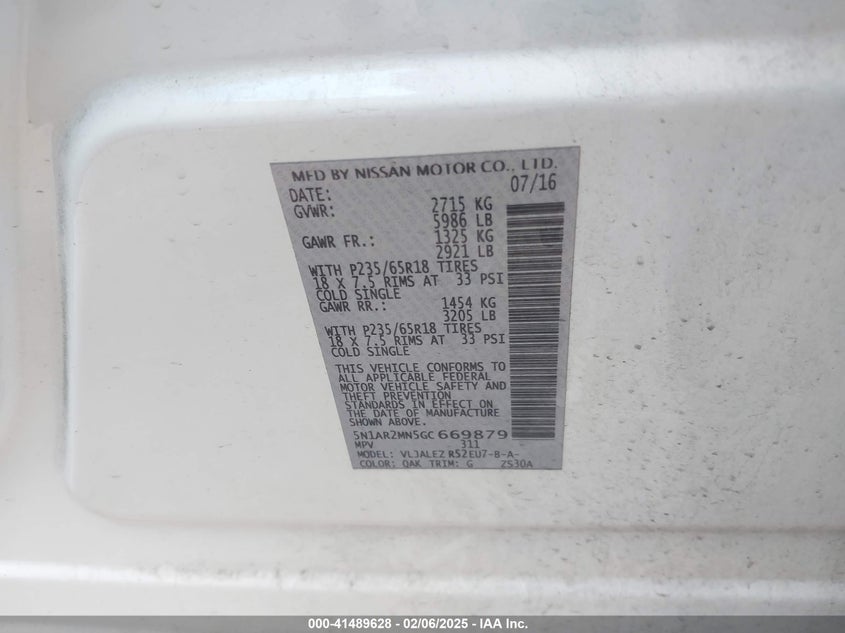 MFD BY NISSAN MOTOR CO., LTD.
DATE: 07/16
GVWR: 2715 KG
5986 LB
GAWR FR.: 1325 KG
2921 LB
WITH P235/65R18 TIRES
18 X 7.5 RIMS AT 33 PSI
COLD SINGLE
GAWR RR.: 1454 KG
3205 LB
WITH P235/65R18 TIRES
18 X 7.5 RIMS AT 33 PSI
COLD SINGLE
THIS VEHICLE CONFORMS TO
ALL APPLICABLE FEDERAL
MOTOR VEHICLE SAFETY AND
THEFT PREVENTION
STANDARDS IN EFFECT ON
THE DATE OF MANUFACTURE
SHOWN ABOVE.
5N1AR2MN5GC669879
MPV 311
MODEL: VLJALEZ R52EU7-B-A-
COLOR: QAK TRIM: G ZS30A
000-41489628 - 02/06/2025 - IAA Inc.